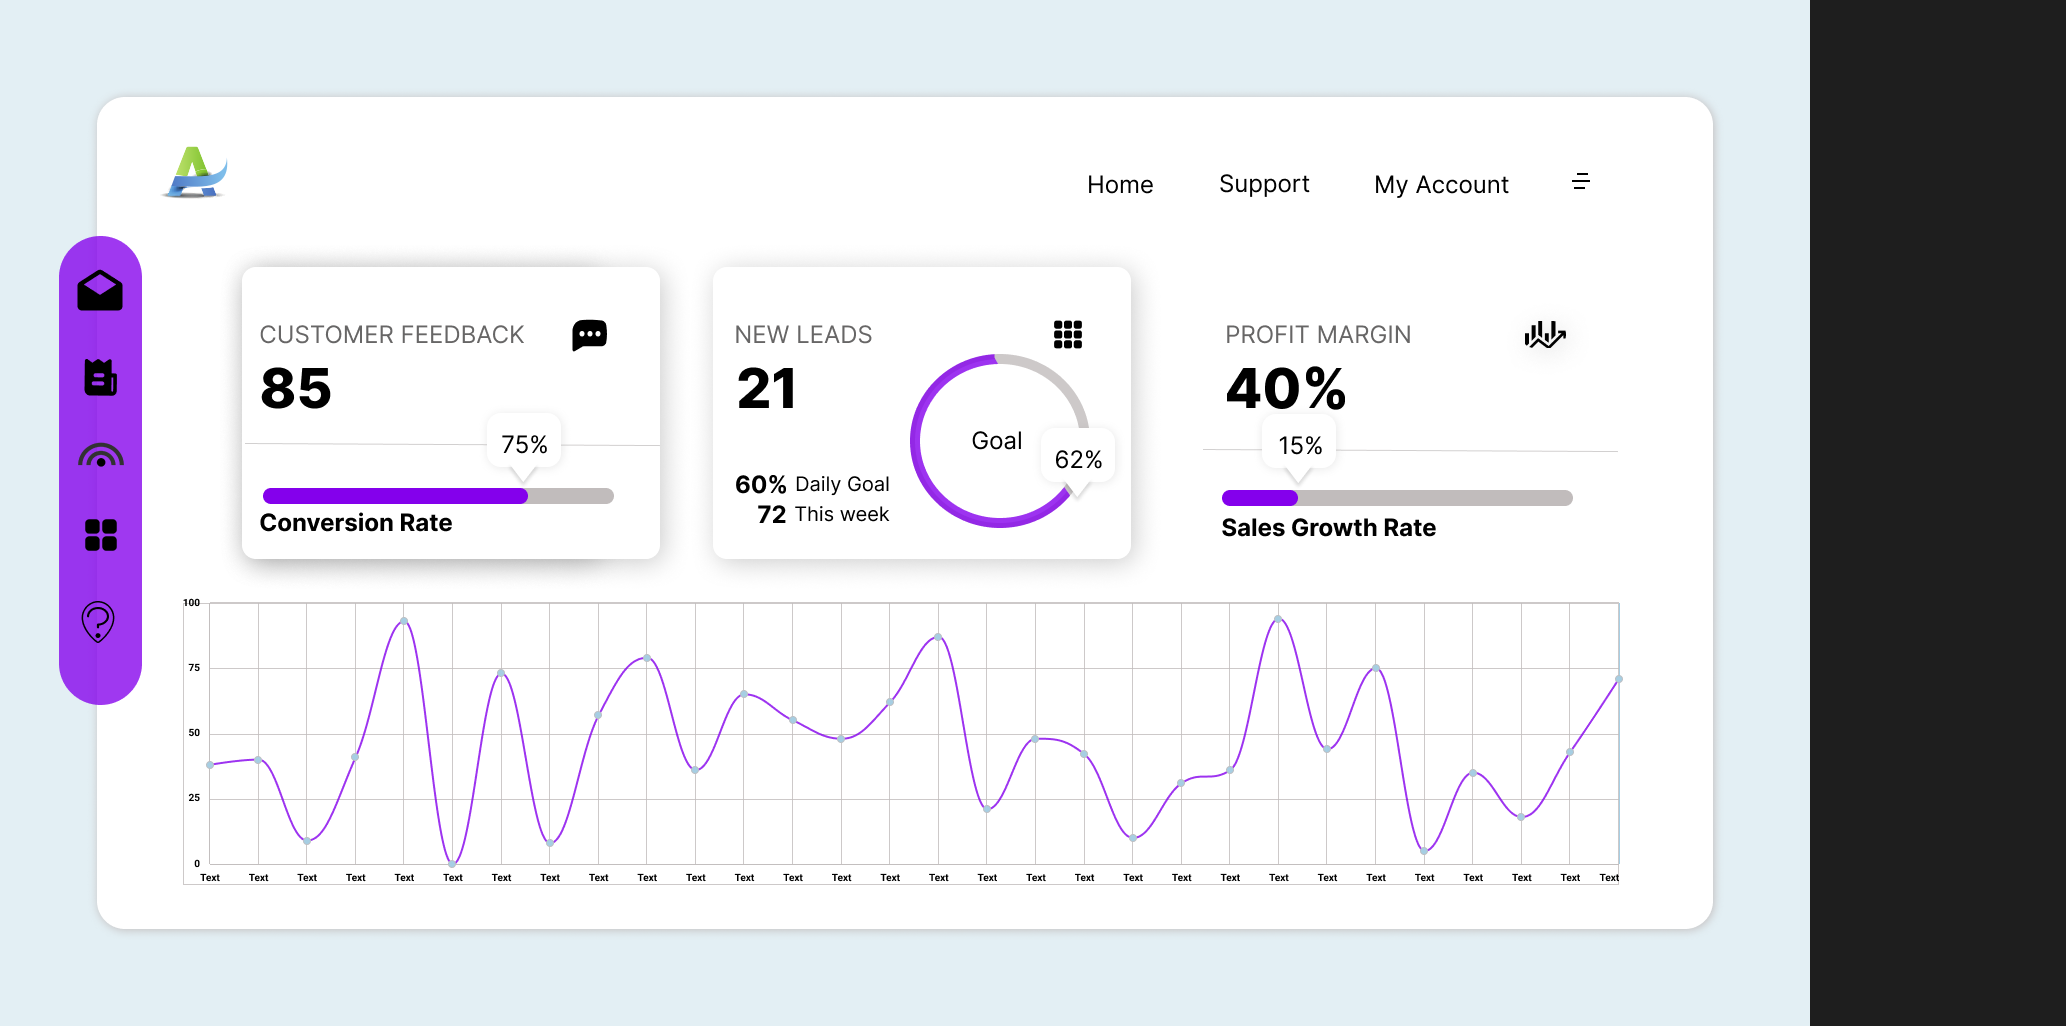 A
Home Support My Account
CUSTOMER FEEDBACK
85
75%
Conversion Rate
NEW LEADS
21
Goal
62%
60% Daily Goal
72 This week
PROFIT MARGIN
40%
15%
Sales Growth Rate
100
75
50
25
0
Text Text Text Text Text Text Text Text Text Text Text Text Text Text Text Text Text Text Text Text Text Text Text Text Text Text Text Text Text Text